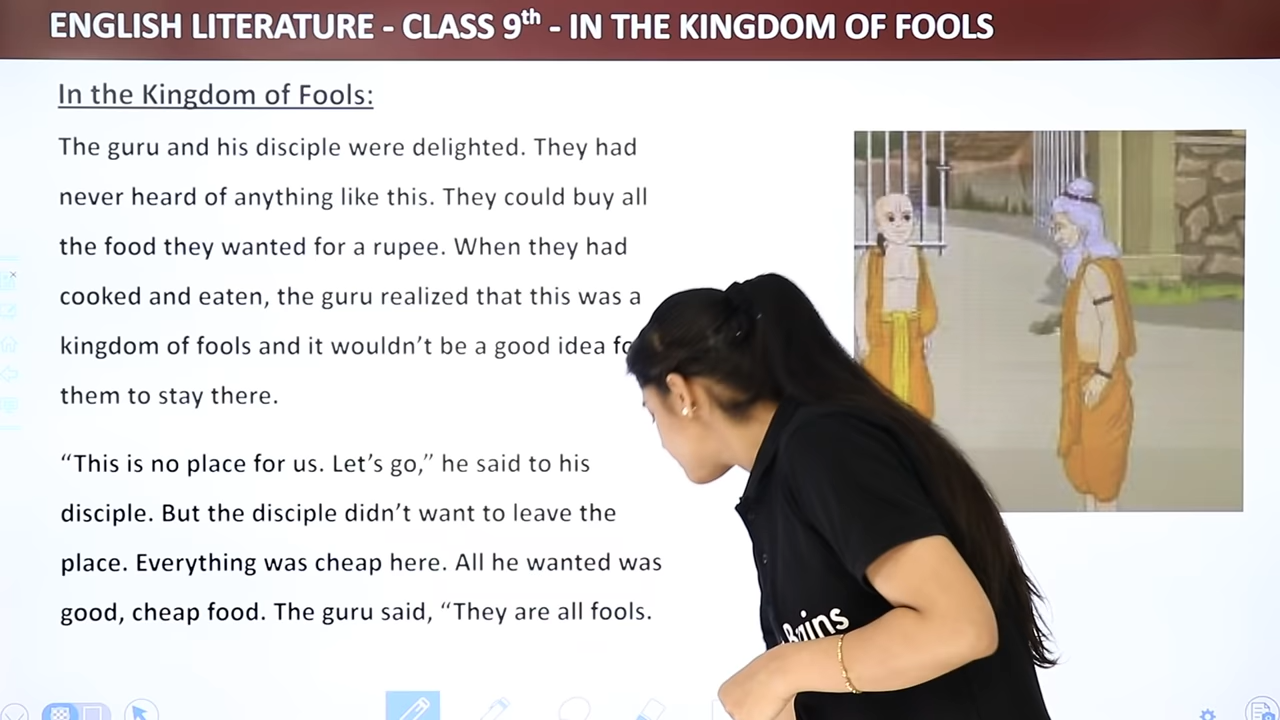 ENGLISH LITERATURE - CLASS 9th - IN THE KINGDOM OF FOOLS
In the Kingdom of Fools:
The guru and his disciple were delighted. They had
never heard of anything like this. They could buy all
the food they wanted for a rupee. When they had
cooked and eaten, the guru realized that this was a
kingdom of fools and it wouldn’t be a good idea
them to stay there.
“This is no place for us. Let’s go,” he said to his
disciple. But the disciple didn’t want to leave the
place. Everything was cheap here. All he wanted was
good, cheap food. The guru said, “They are all fools.